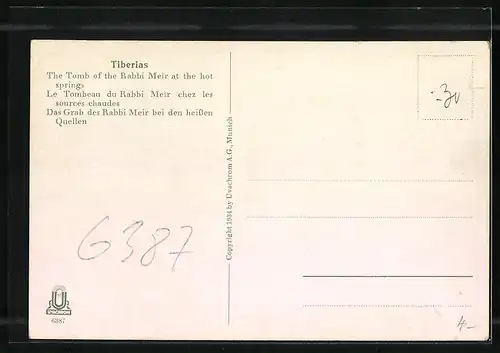 Tiberias
The Tomb of the Rabbi Meir at the hot
springs
Le Tombeau du Rabbi Meir chez les
sources chaudes
Das Grab des Rabbi Meir bei den heißen
Quellen
6387
U
Uvachrom
6387
Copyright 1934 by Uvachrom A.G., Munich
-.30
4-